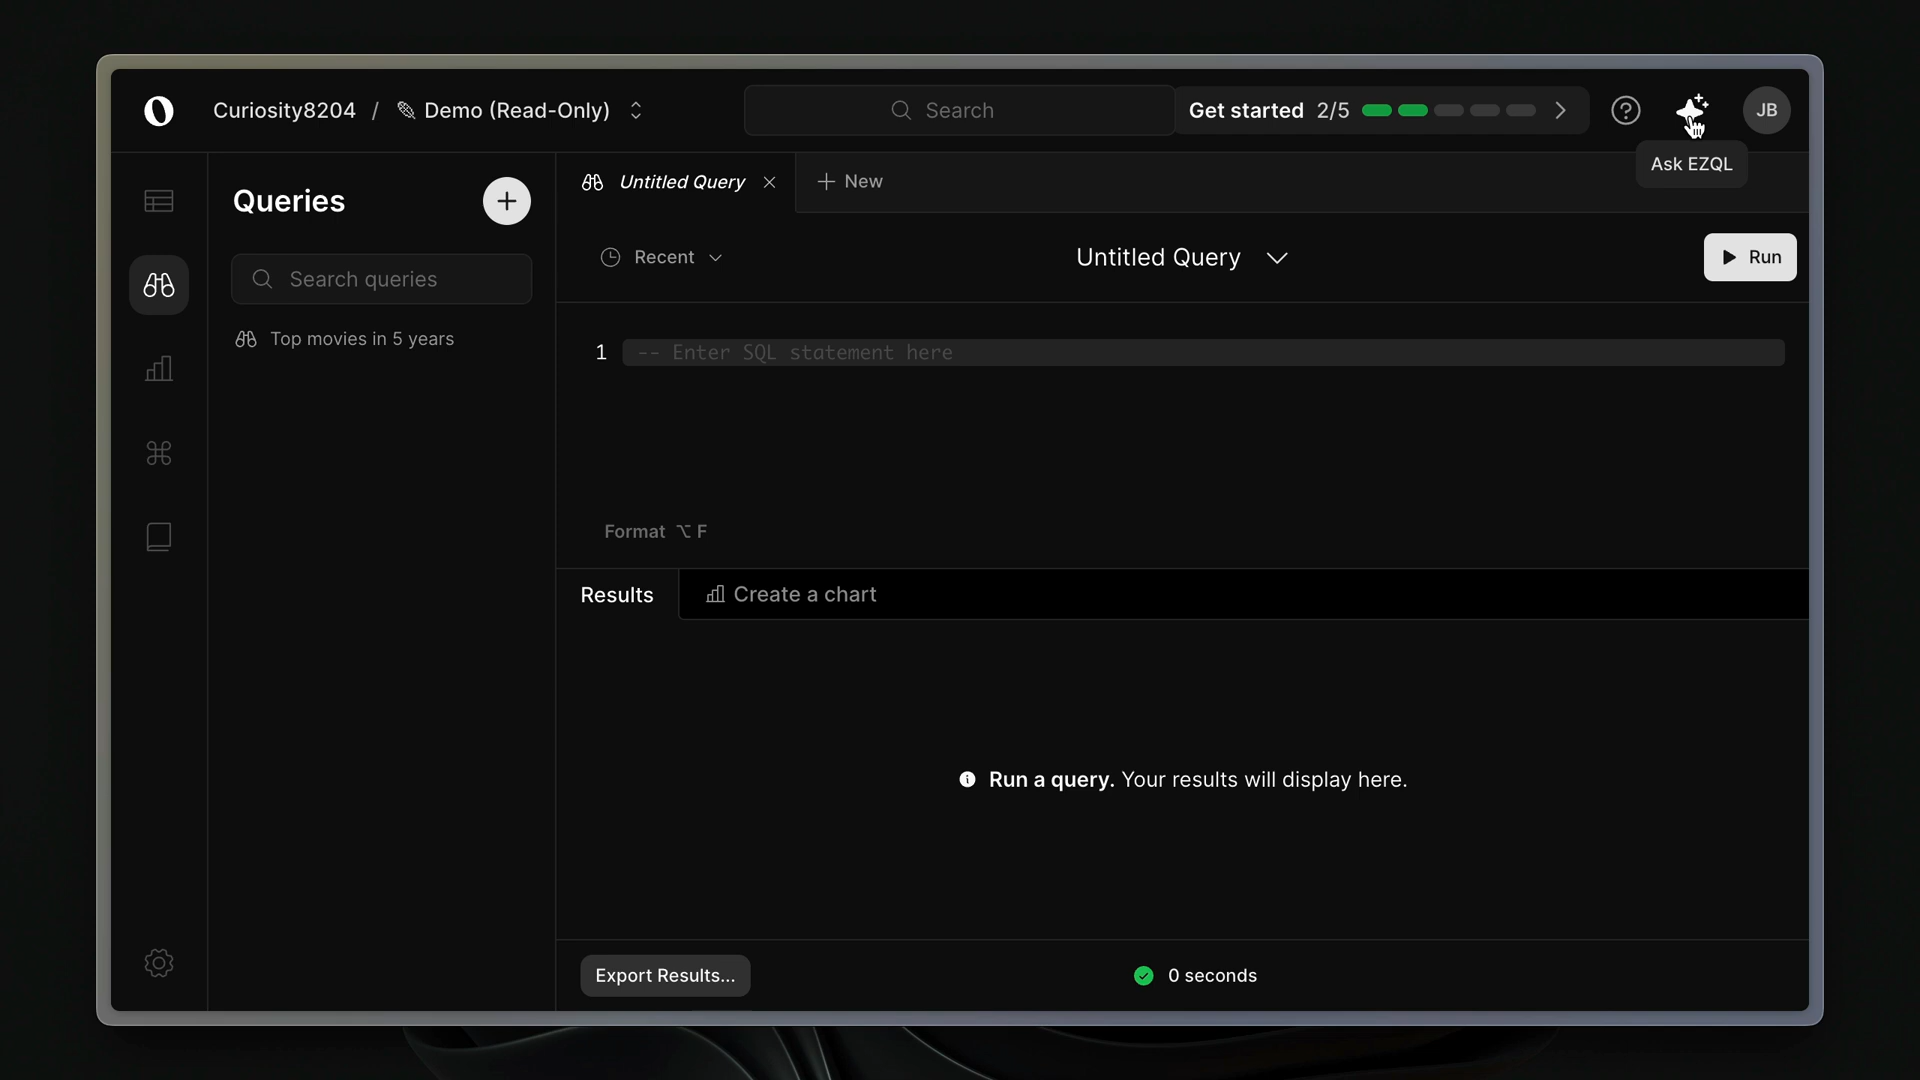 Curiosity8204 / Demo (Read-Only)
Search
Get started 2/5
JB
Ask EZQL
Queries
Search queries
Top movies in 5 years
Untitled Query
New
Recent
Untitled Query
Run
1 -- Enter SQL statement here
Format ⌥ F
Results
Create a chart
Run a query. Your results will display here.
Export Results...
0 seconds